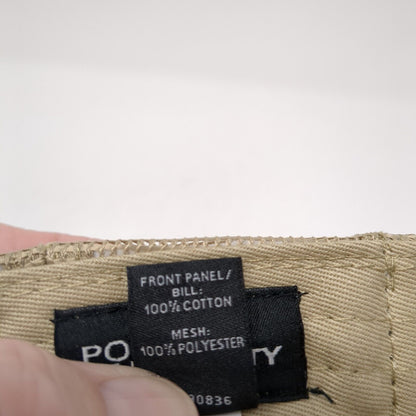 FRONT PANEL/
BILL:
100% COTTON
MESH:
100% POLYESTER